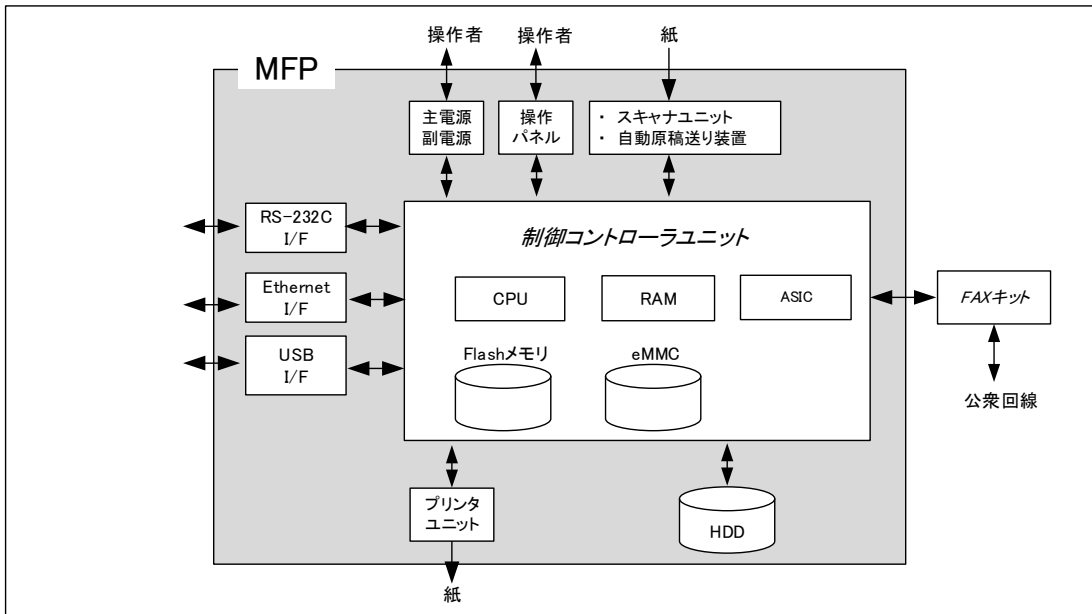 操作者
操作者
紙
MFP
主電源
副電源
操作
パネル
・ スキャナユニット
・ 自動原稿送り装置
RS-232C
I/F
Ethernet
I/F
USB
I/F
制御コントローラユニット
CPU
RAM
ASIC
Flashメモリ
eMMC
FAXキット
公衆回線
プリンタ
ユニット
HDD
紙